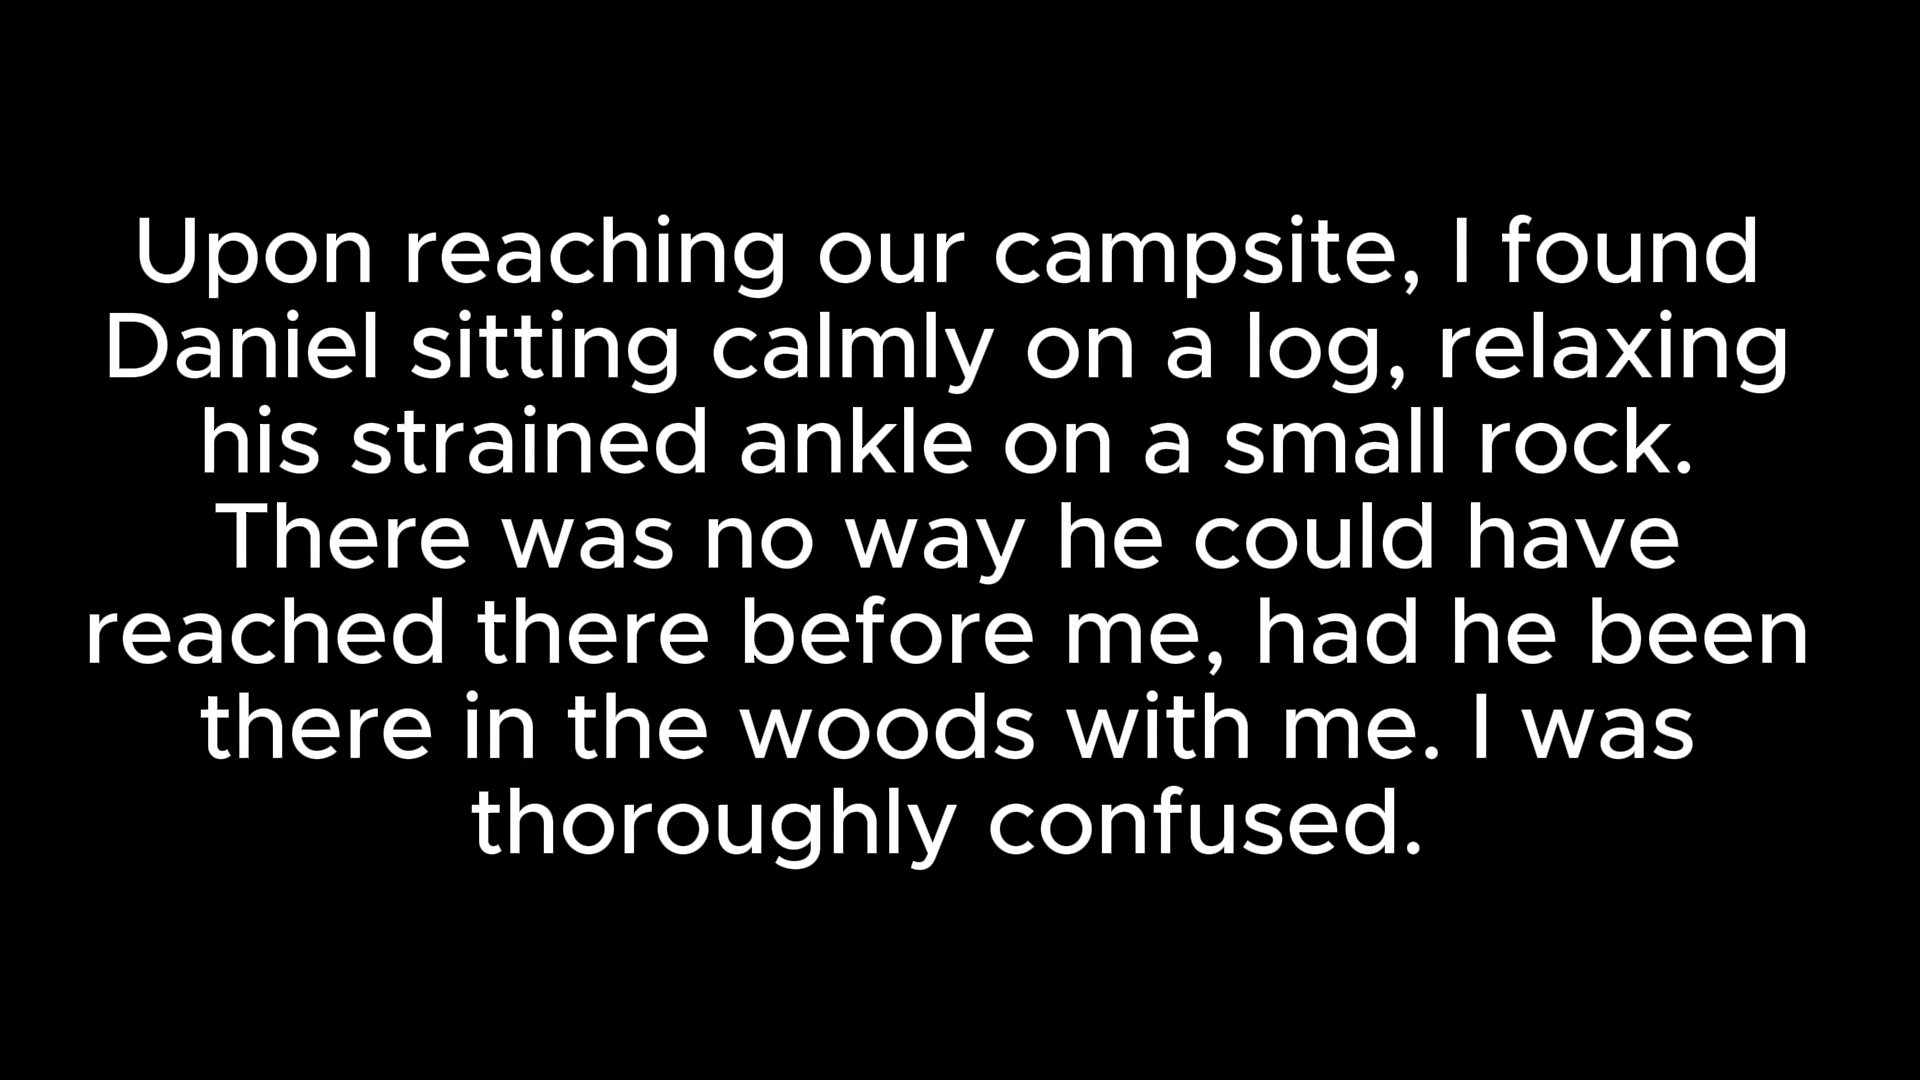 Upon reaching our campsite, I found
Daniel sitting calmly on a log, relaxing
his strained ankle on a small rock.
There was no way he could have
reached there before me, had he been
there in the woods with me. I was
thoroughly confused.